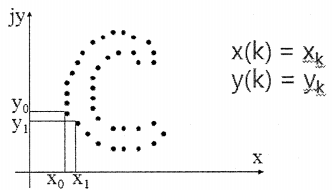 jy
x(k) = xₖ
y(k) = yₖ
y₀
y₁
x
x₀ x₁